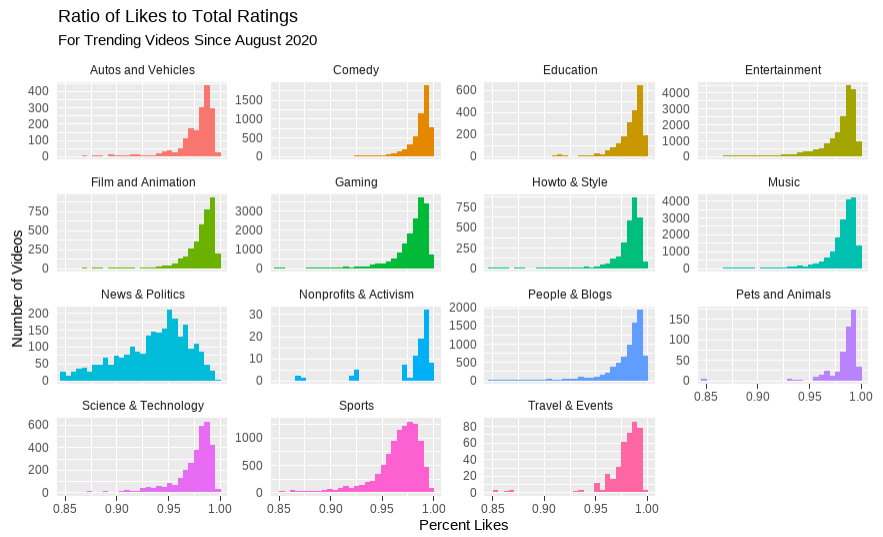 Ratio of Likes to Total Ratings
For Trending Videos Since August 2020
Autos and Vehicles Comedy Education Entertainment
400 300 200 100 0
1500 1000 500 0
600 400 200 0
4000 3000 2000 1000 0
Film and Animation Gaming Howto & Style Music
750 500 250 0
3000 2000 1000 0
750 500 250 0
4000 3000 2000 1000 0
Number of Videos
News & Politics Nonprofits & Activism People & Blogs Pets and Animals
200 150 100 50 0
30 20 10 0
2000 1500 1000 500 0
150 100 50 0
0.85 0.90 0.95 1.00
Science & Technology Sports Travel & Events
600 400 200 0
1000 500 0
80 60 40 20 0
0.85 0.90 0.95 1.00
0.85 0.90 0.95 1.00
0.85 0.90 0.95 1.00
Percent Likes